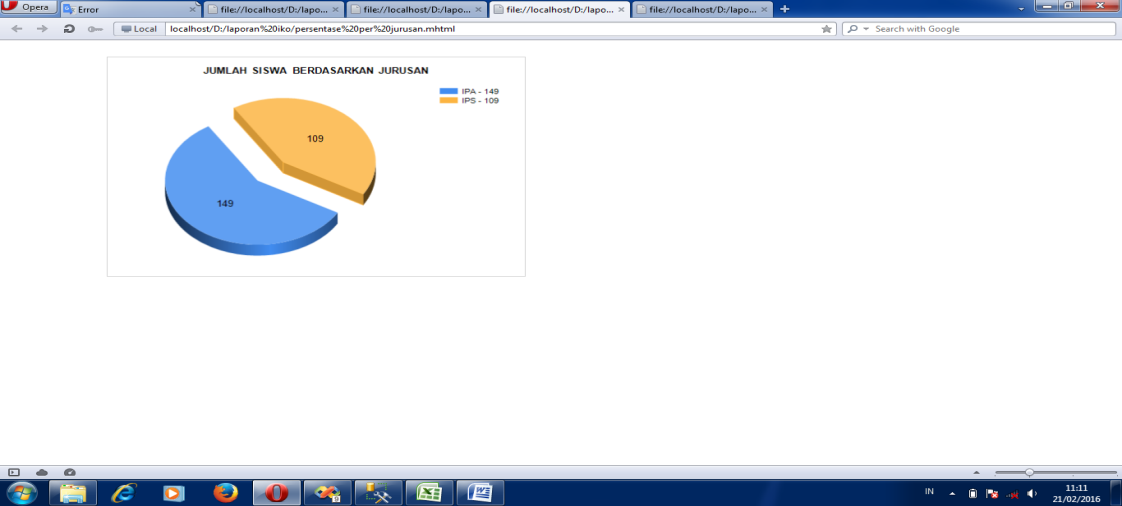 Opera
Error
file://localhost/D:/lapo...
file://localhost/D:/lapo...
file://localhost/D:/lapo...
file://localhost/D:/lapo...
Local
localhost/D:/laporan%20iko/persentase%20per%20jurusan.mhtml
Search with Google
JUMLAH SISWA BERDASARKAN JURUSAN
IPA - 149
IPS - 109
109
149
IN
11:11
21/02/2016